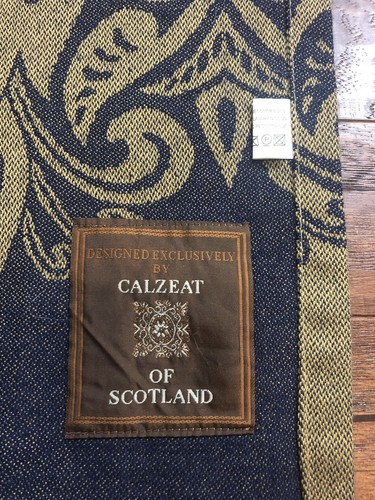 DESIGNED EXCLUSIVELY
BY
CALZEAT
OF
SCOTLAND